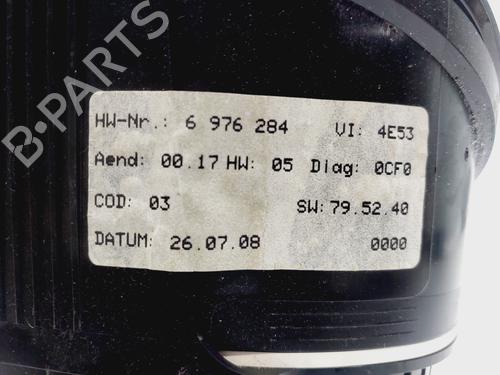 B-PARTS
HW-Nr.: 6 976 284 VI: 4E53
Aend: 00.17 HW: 05 Diag: 0CF0
COD: 03 SW: 79.52.40
DATUM: 26.07.08 0000